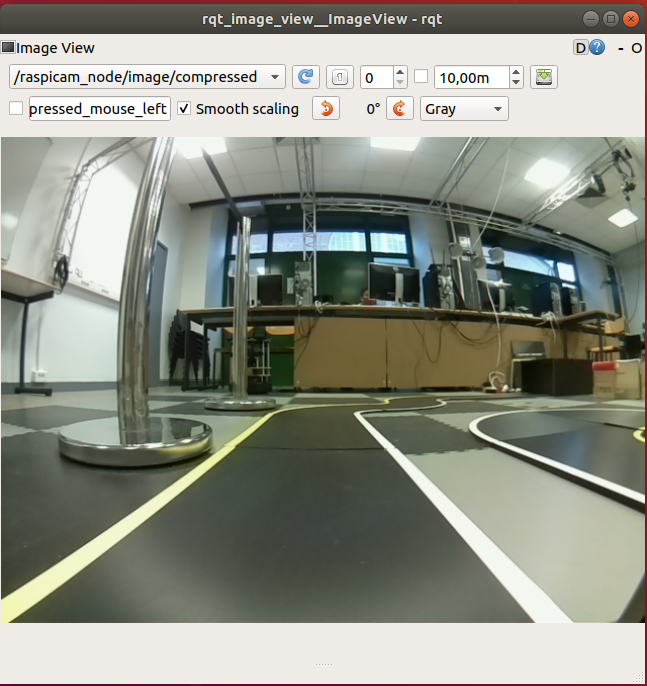 rqt_image_view__ImageView - rqt
Image View
D
- O
/raspicam_node/image/compressed
0
10,00m
pressed_mouse_left
Smooth scaling
0°
Gray